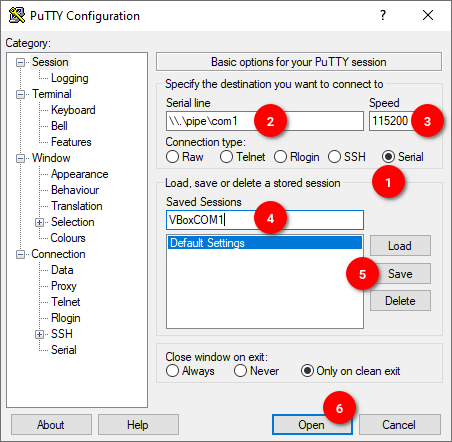 PuTTY Configuration ? ×
Category:
Session
Logging
Terminal
Keyboard
Bell
Features
Window
Appearance
Behaviour
Translation
Selection
Colours
Connection
Data
Proxy
Telnet
Rlogin
SSH
Serial
Basic options for your PuTTY session
Specify the destination you want to connect to
Serial line Speed
\\.\pipe\com1 2 115200 3
Connection type:
Raw Telnet Rlogin SSH Serial
1
Load, save or delete a stored session
Saved Sessions
VBoxCOM1 4
Default Settings
Load
5 Save
Delete
Close window on exit:
Always Never Only on clean exit
6
About Help Open Cancel